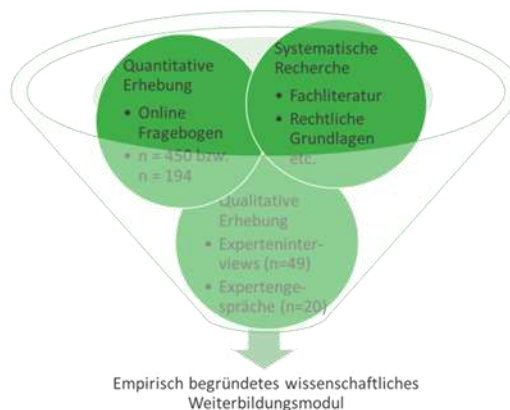 Quantitative
Erhebung
• Online
Fragebogen
• n = 450 bzw.
n = 194
Systematische
Recherche
• Fachliteratur
• Rechtliche
Grundlagen
etc.
Qualitative
Erhebung
• Experteninter-
views (n=49)
• Expertenge-
spräche (n=20)
Empirisch begründetes wissenschaftliches
Weiterbildungsmodul